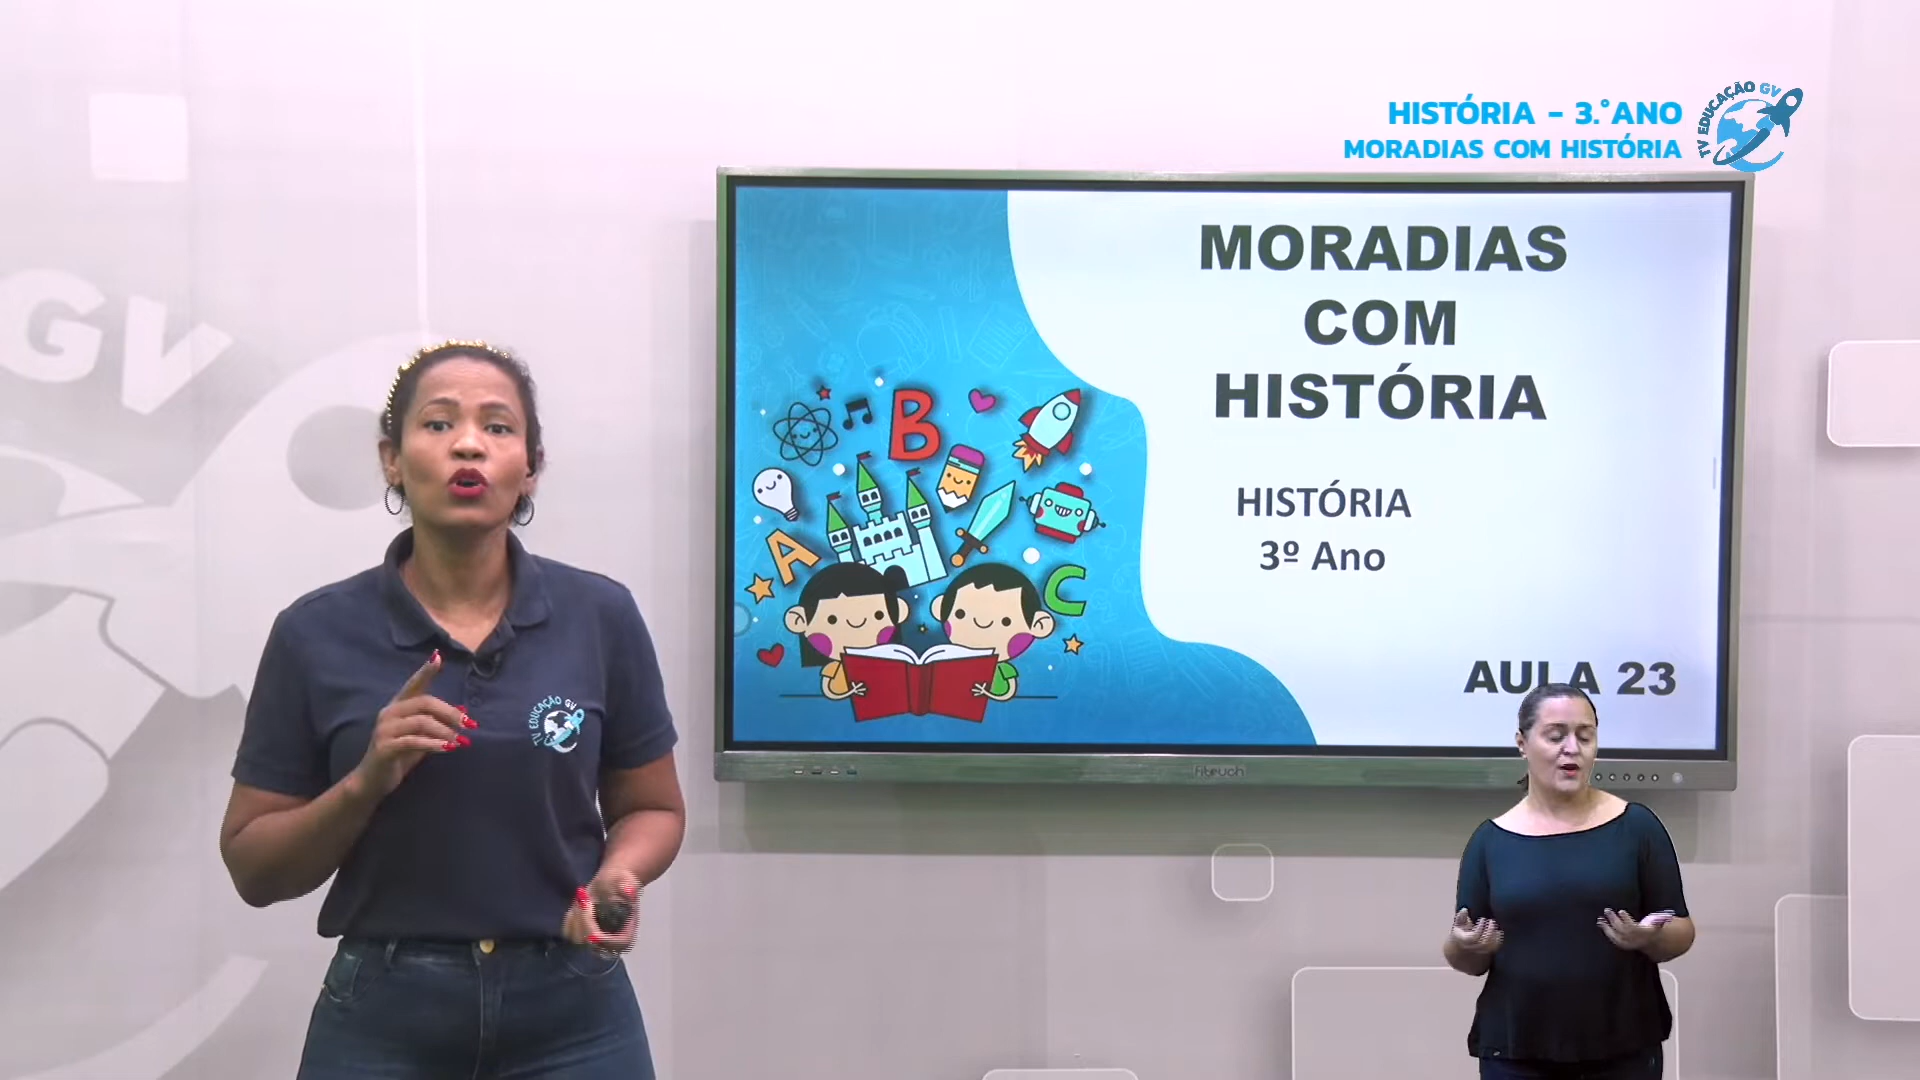 HISTÓRIA - 3.°ANO
MORADIAS COM HISTÓRIA
TV EDUCAÇÃO GV
MORADIAS
COM
HISTÓRIA
HISTÓRIA
3º Ano
AULA 23
A
B
C
GV
TV EDUCAÇÃO GV